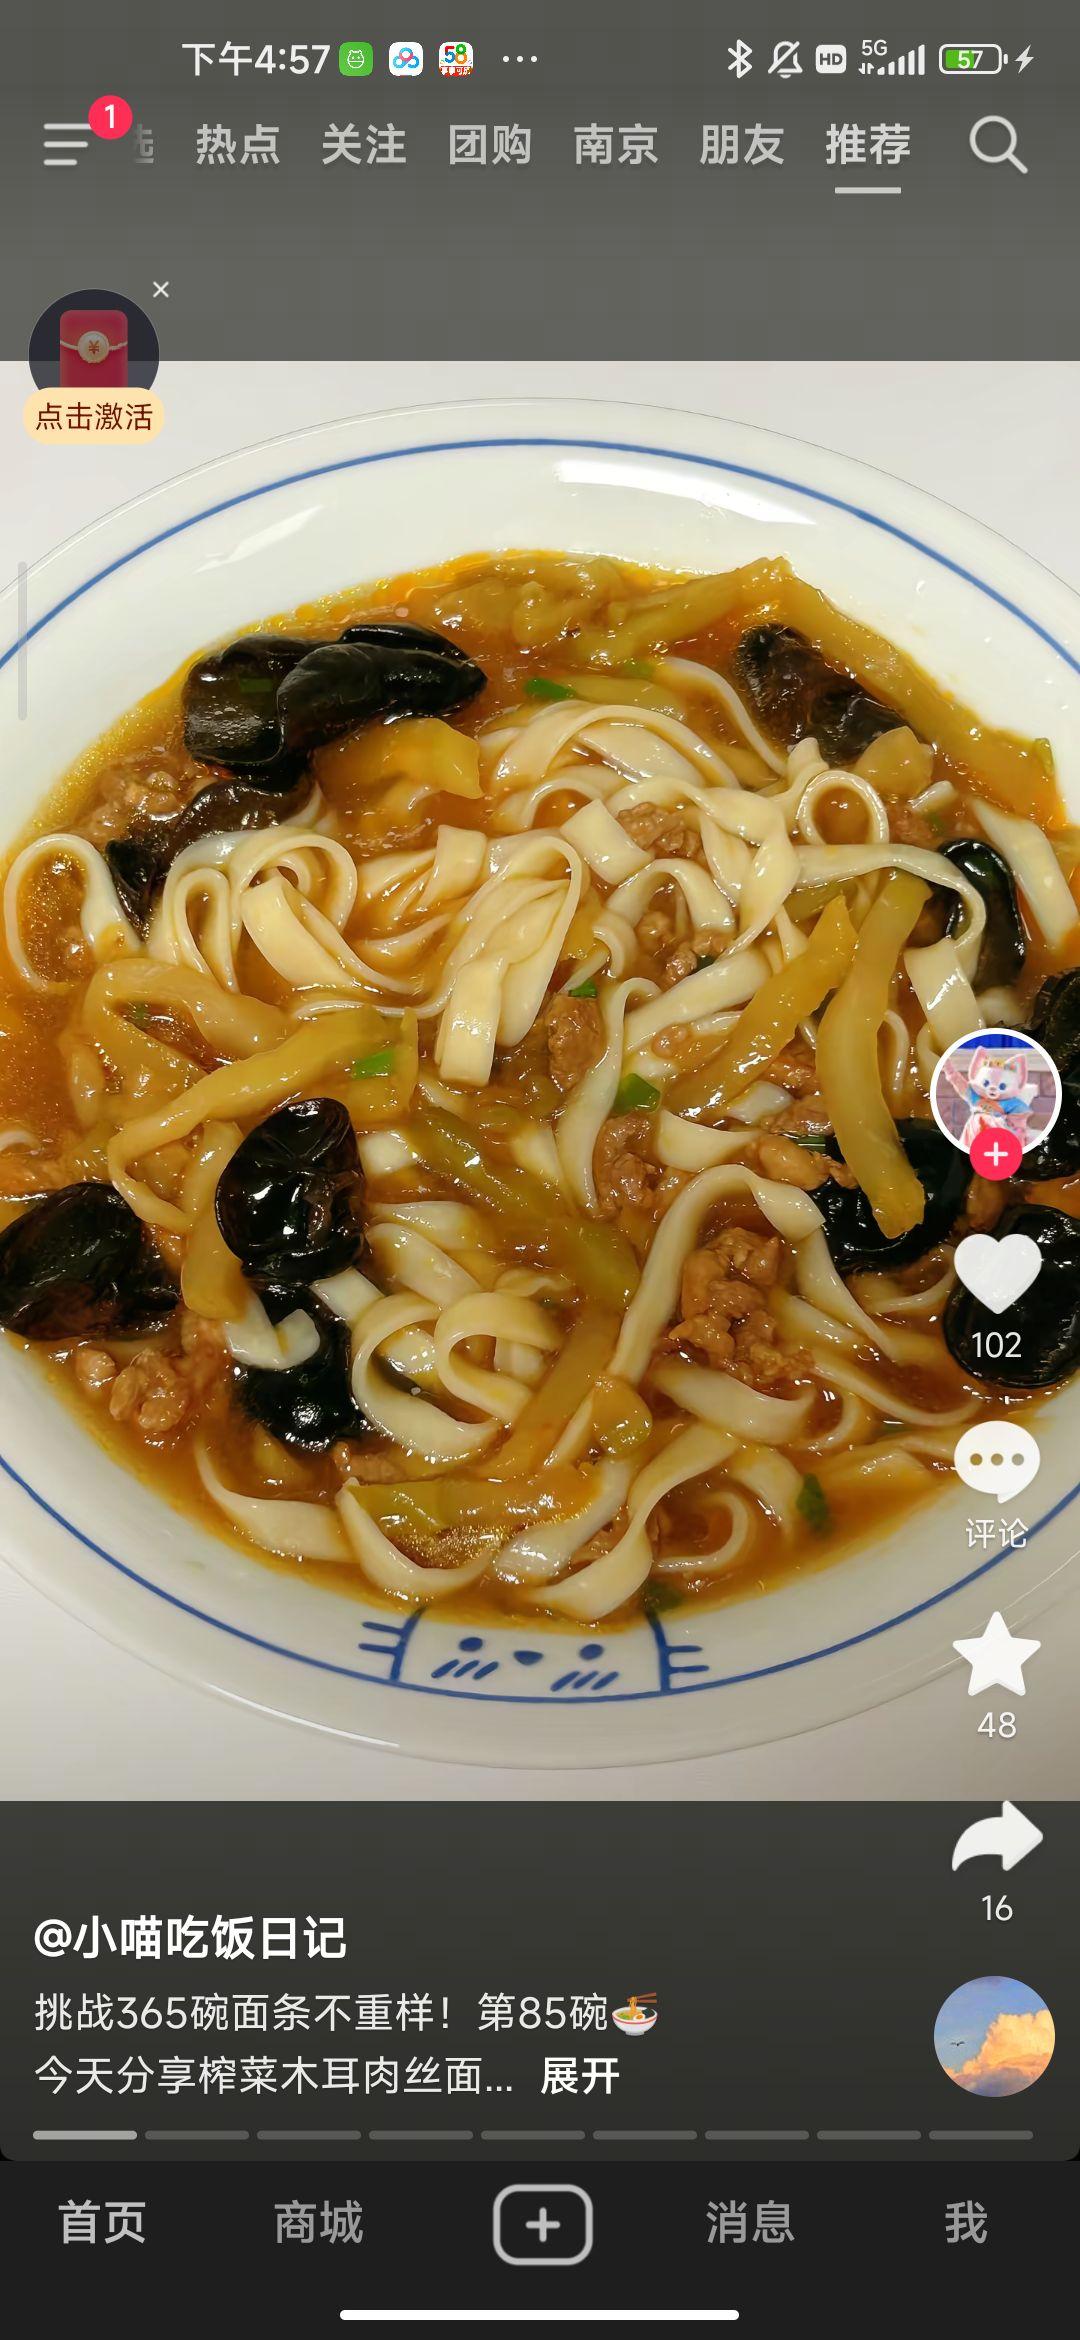 下午4:57
58
HD
5G
57
1
热点 关注 团购 南京 朋友 推荐
¥
点击激活
102
评论
48
16
@小喵吃饭日记
挑战365碗面条不重样！第85碗🍜
今天分享榨菜木耳肉丝面... 展开
首页 商城 消息 我